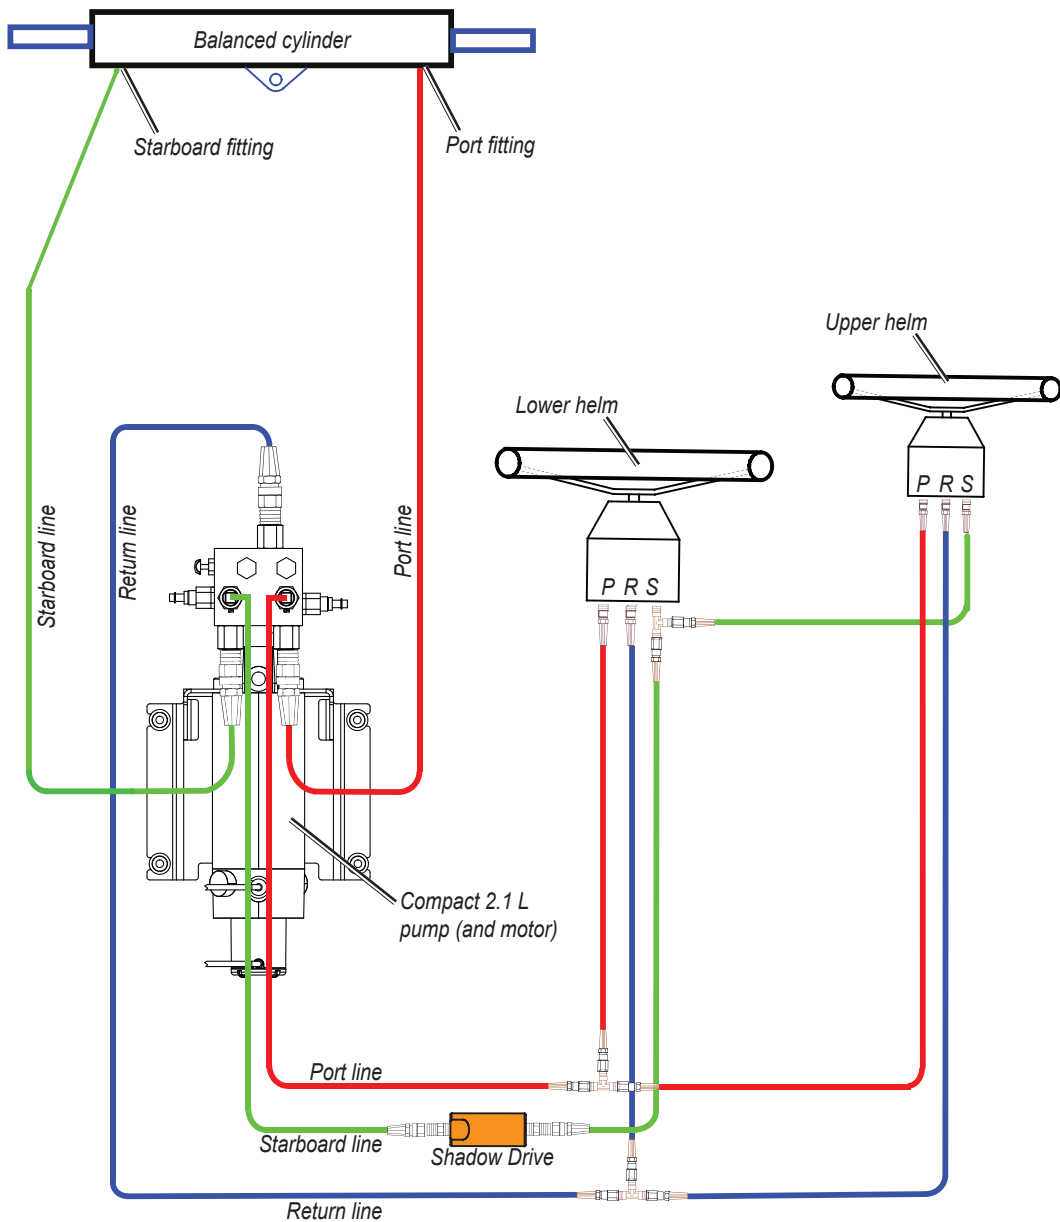 Balanced cylinder
Starboard fitting
Port fitting
Upper helm
Lower helm
P R S
P R S
Starboard line
Return line
Port line
Compact 2.1 L
pump (and motor)
Port line
Starboard line
Shadow Drive
Return line